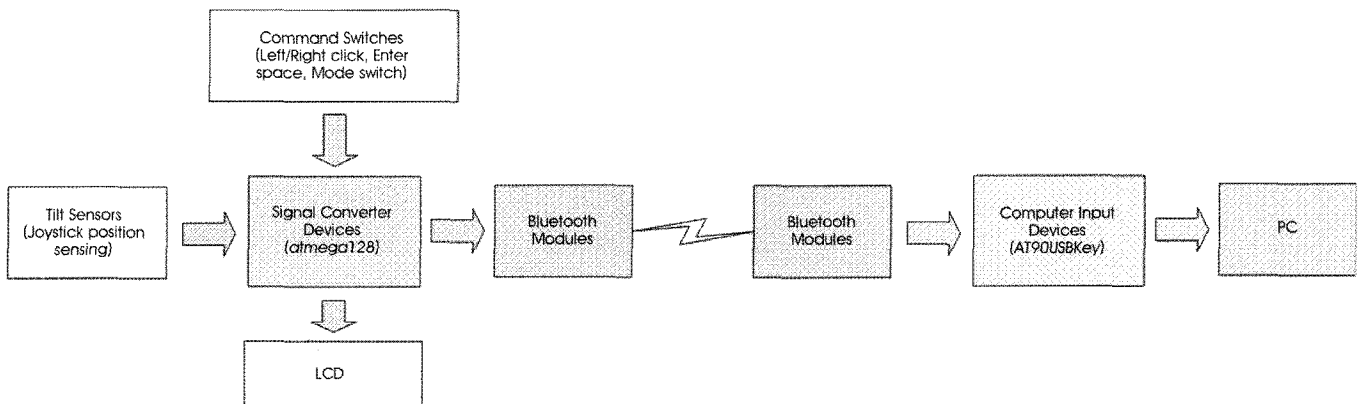 Command Switches
(Left/Right click, Enter
space, Mode switch)
Tilt Sensors
(Joystick position
sensing)
Signal Converter
Devices
(atmega128)
Bluetooth
Modules
Bluetooth
Modules
Computer Input
Devices
(AT90USBKey)
PC
LCD